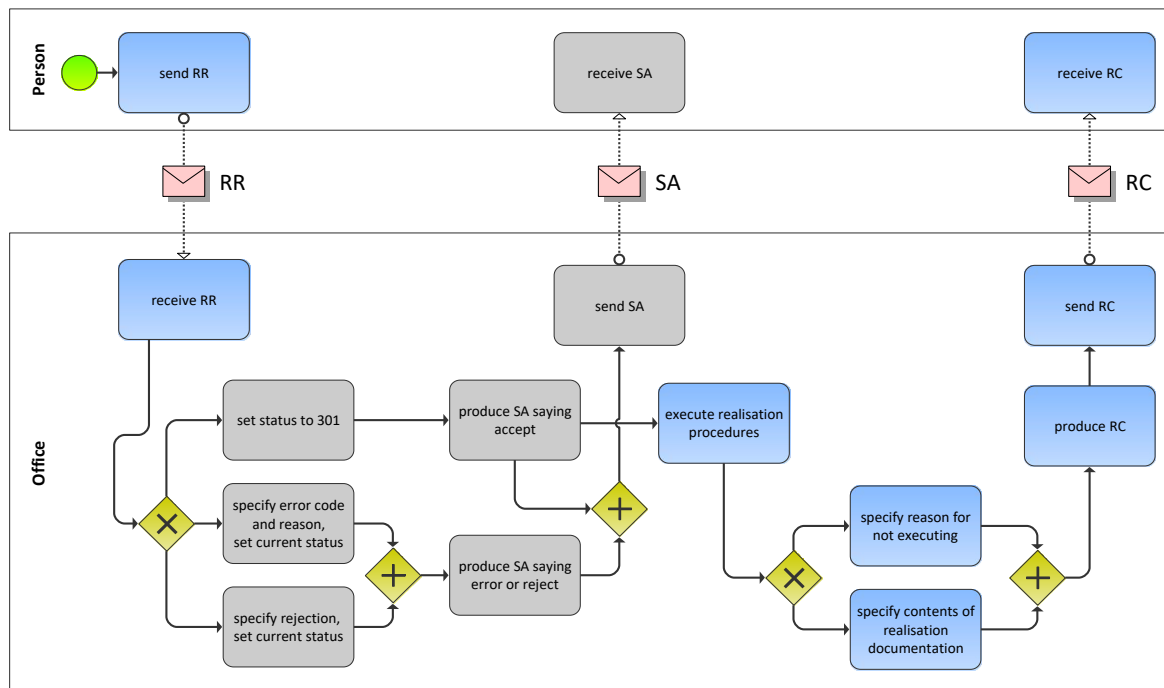 Person
send RR
receive SA
receive RC
RR
SA
RC
Office
receive RR
send SA
send RC
set status to 301
produce SA saying
accept
execute realisation
procedures
produce RC
specify error code
and reason,
set current status
specify reason for
not executing
produce SA saying
error or reject
specify rejection,
set current status
specify contents of
realisation
documentation